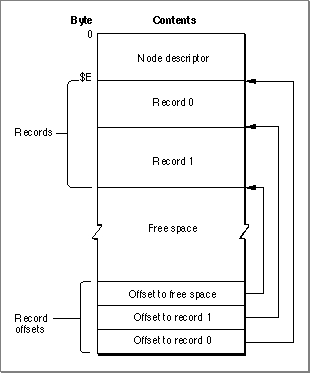 Byte Contents
0
Node descriptor
$E
Record 0
Records
Record 1
Free space
Offset to free space
Record
offsets
Offset to record 1
Offset to record 0